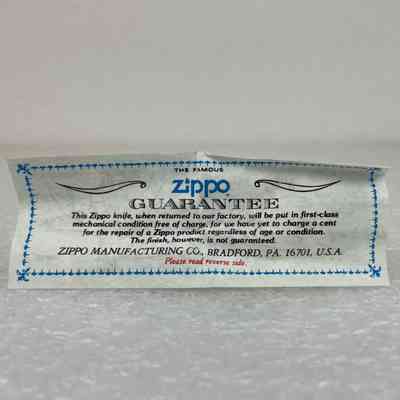 THE FAMOUS
Zippo
GUARANTEE
This Zippo knife, when returned to our factory, will be put in first-class
mechanical condition free of charge, for we have yet to charge a cent
for the repair of a Zippo product regardless of age or condition.
The finish, however, is not guaranteed.
ZIPPO MANUFACTURING CO., BRADFORD, PA. 16701, U.S.A.
Please read reverse side.